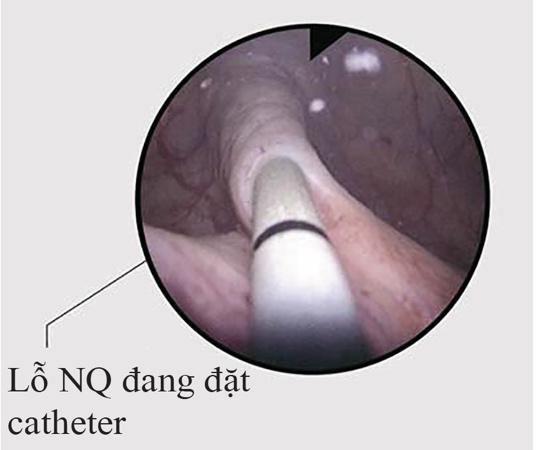 Lỗ NQ đang đặt
catheter